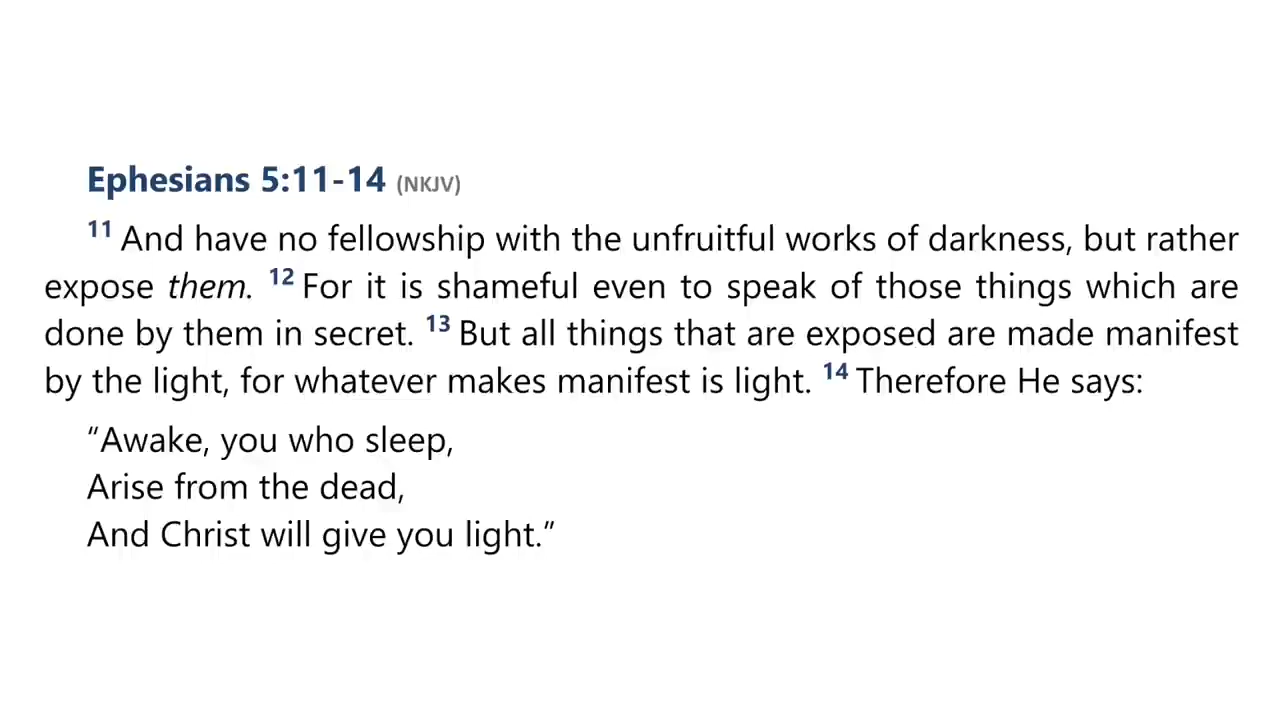 Ephesians 5:11-14 (NKJV)
11 And have no fellowship with the unfruitful works of darkness, but rather
expose them. 12 For it is shameful even to speak of those things which are
done by them in secret. 13 But all things that are exposed are made manifest
by the light, for whatever makes manifest is light. 14 Therefore He says:
“Awake, you who sleep,
Arise from the dead,
And Christ will give you light.”